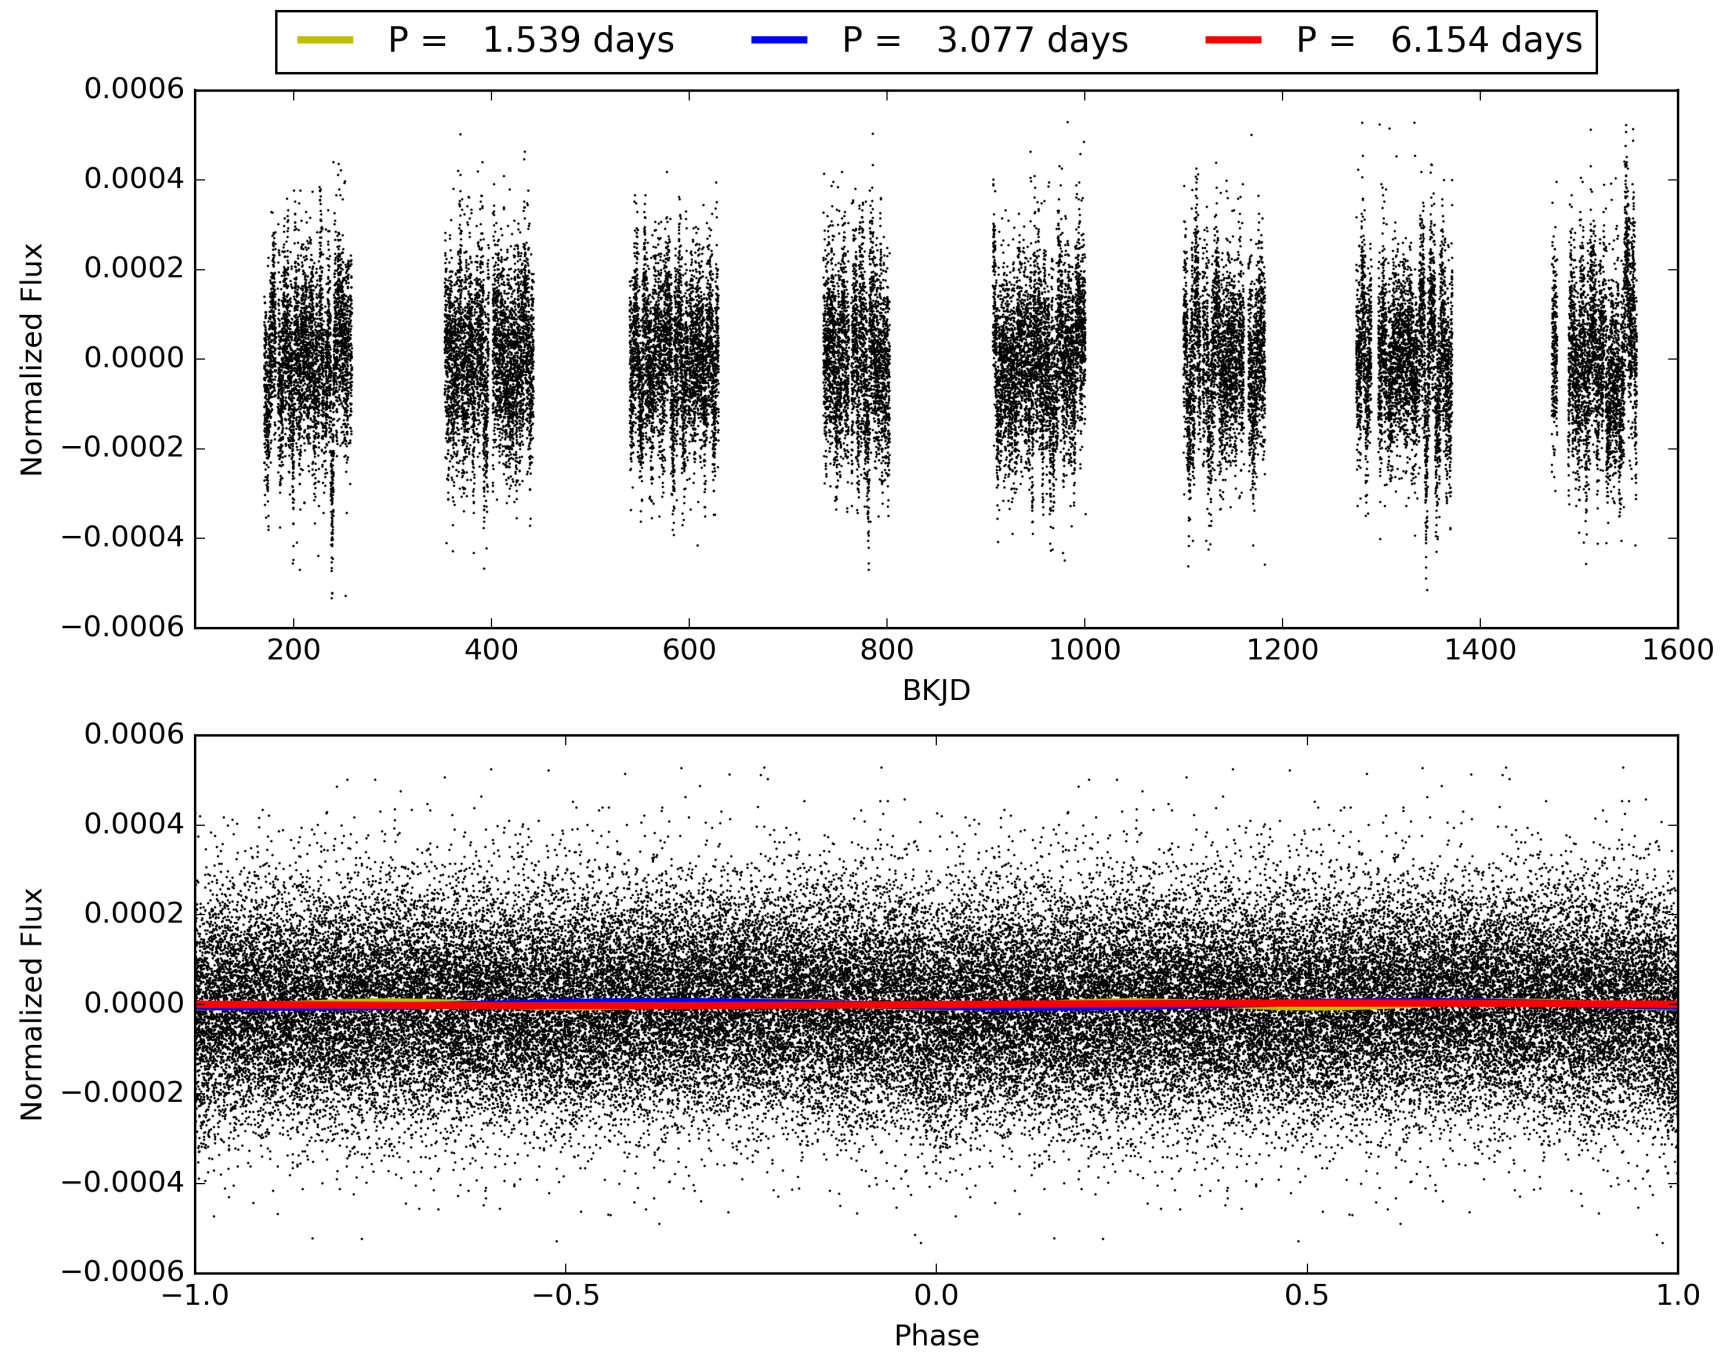 P = 1.539 days P = 3.077 days P = 6.154 days
0.0006
0.0004
0.0002
0.0000
−0.0002
−0.0004
−0.0006
Normalized Flux
200 400 600 800 1000 1200 1400 1600
BKJD
0.0006
0.0004
0.0002
0.0000
−0.0002
−0.0004
−0.0006
Normalized Flux
−1.0 −0.5 0.0 0.5 1.0
Phase